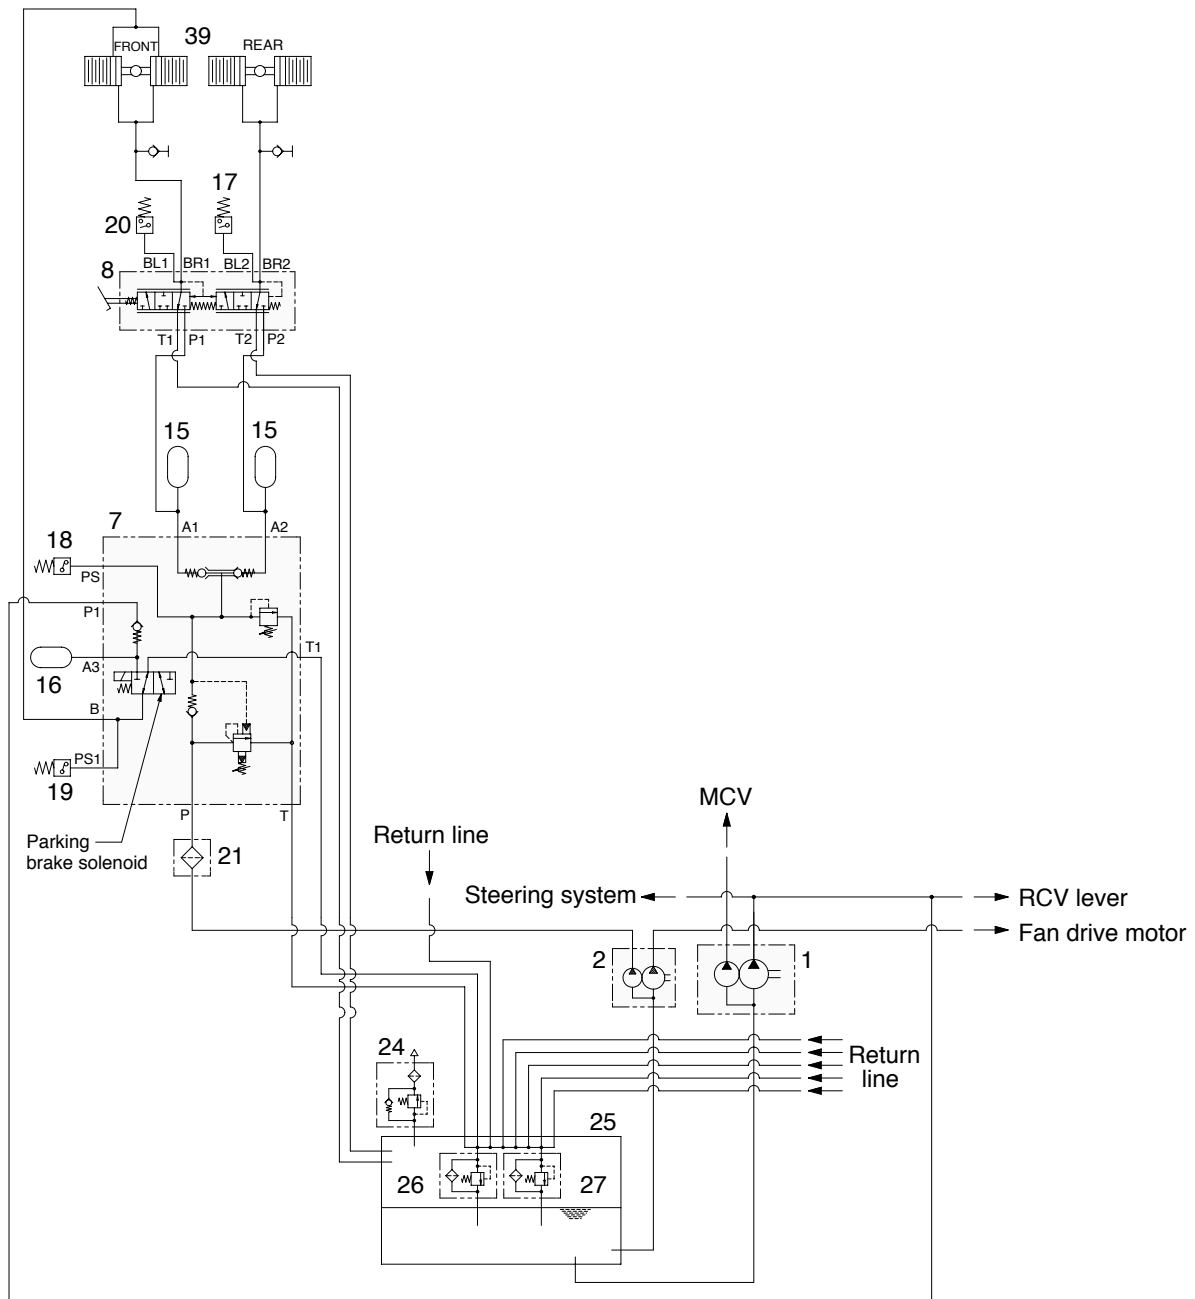 39
FRONT
REAR
17
20
8
BL1
BR1
BL2
BR2
T1
P1
T2
P2
15
15
7
A1
A2
18
PS
P1
T1
A3
16
B
PS1
19
P
T
MCV
Parking
brake solenoid
21
Return line
Steering system
RCV lever
Fan drive motor
2
1
24
Return
line
25
26
27